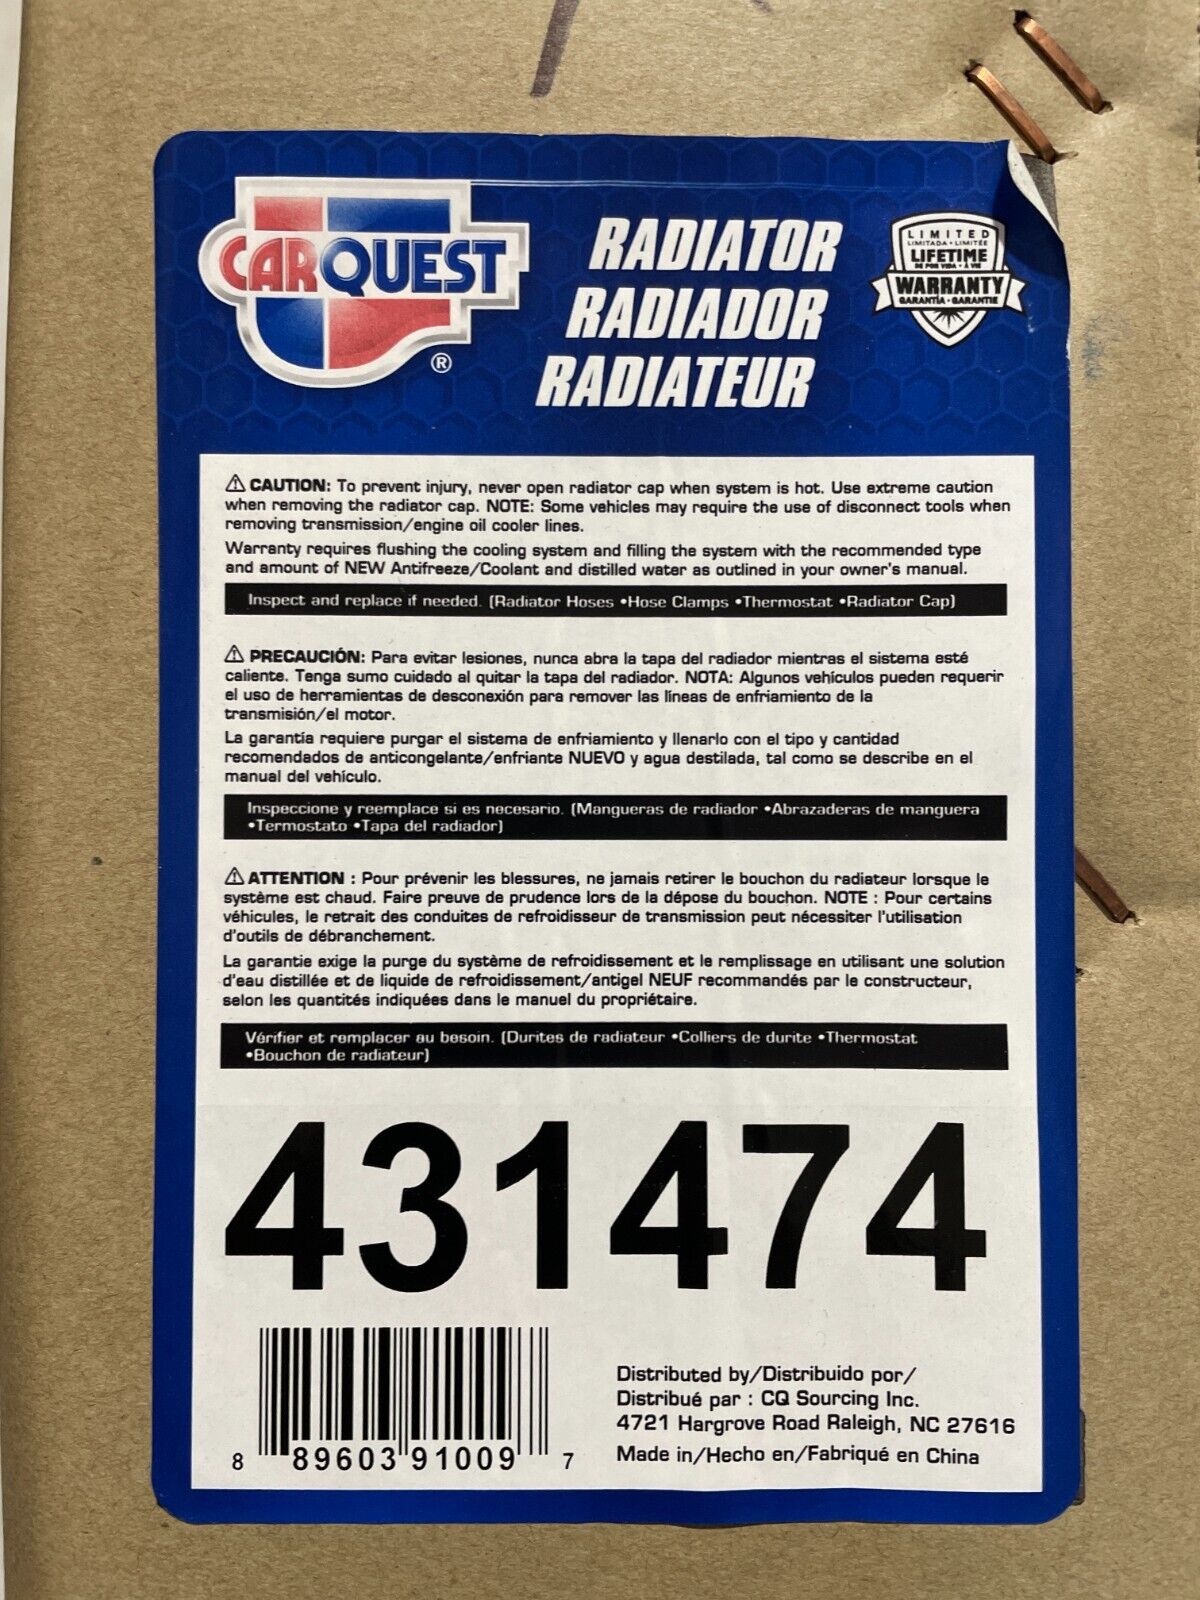 CARQUEST
®
RADIATOR
RADIADOR
RADIATEUR
LIMITED
LIMITADA • LIMITÉE
LIFETIME
DE POR VIDA • À VIE
WARRANTY
GARANTÍA • GARANTIE
⚠ CAUTION: To prevent injury, never open radiator cap when system is hot. Use extreme caution
when removing the radiator cap. NOTE: Some vehicles may require the use of disconnect tools when
removing transmission/engine oil cooler lines.
Warranty requires flushing the cooling system and filling the system with the recommended type
and amount of NEW Antifreeze/Coolant and distilled water as outlined in your owner's manual.
Inspect and replace if needed. (Radiator Hoses •Hose Clamps •Thermostat •Radiator Cap)
⚠ PRECAUCIÓN: Para evitar lesiones, nunca abra la tapa del radiador mientras el sistema esté
caliente. Tenga sumo cuidado al quitar la tapa del radiador. NOTA: Algunos vehículos pueden requerir
el uso de herramientas de desconexión para remover las líneas de enfriamiento de la
transmisión/el motor.
La garantía requiere purgar el sistema de enfriamiento y llenarlo con el tipo y cantidad
recomendados de anticongelante/enfriante NUEVO y agua destilada, tal como se describe en el
manual del vehículo.
Inspeccione y reemplace si es necesario. (Mangueras de radiador •Abrazaderas de manguera
•Termostato •Tapa del radiador)
⚠ ATTENTION : Pour prévenir les blessures, ne jamais retirer le bouchon du radiateur lorsque le
système est chaud. Faire preuve de prudence lors de la dépose du bouchon. NOTE : Pour certains
véhicules, le retrait des conduites de refroidisseur de transmission peut nécessiter l'utilisation
d'outils de débranchement.
La garantie exige la purge du système de refroidissement et le remplissage en utilisant une solution
d'eau distillée et de liquide de refroidissement/antigel NEUF recommandés par le constructeur,
selon les quantités indiquées dans le manuel du propriétaire.
Vérifier et remplacer au besoin. (Durites de radiateur •Colliers de durite •Thermostat
•Bouchon de radiateur)
431474
8 89603 91009 7
Distributed by/Distribuido por/
Distribué par : CQ Sourcing Inc.
4721 Hargrove Road Raleigh, NC 27616
Made in/Hecho en/Fabriqué en China